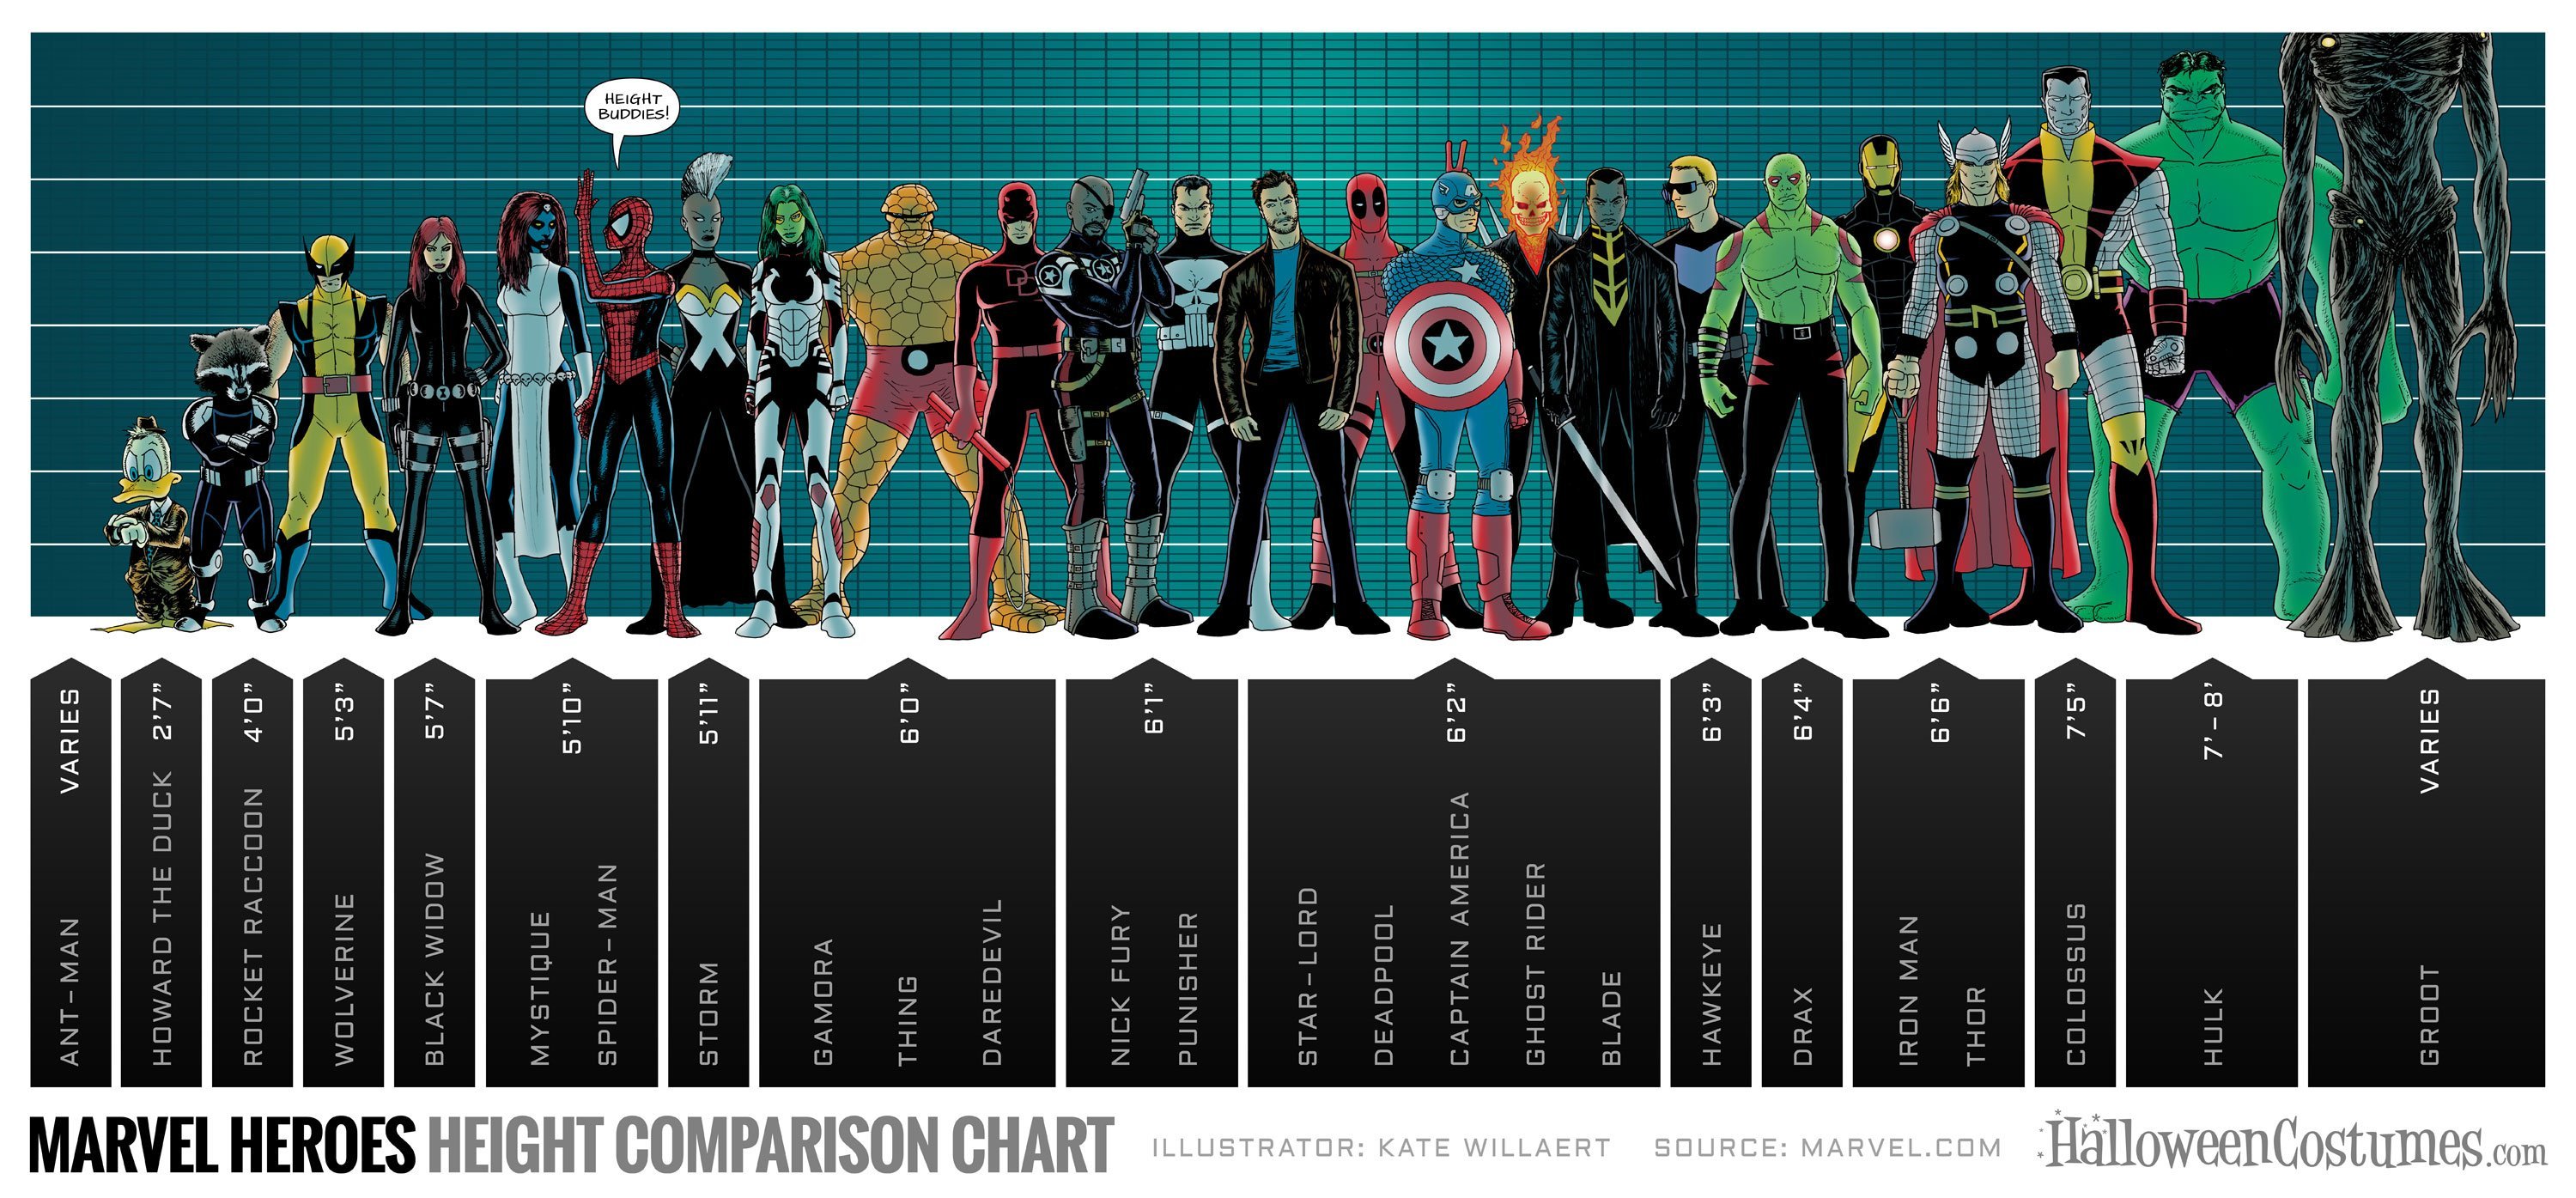 HEIGHT
BUDDIES!
VARIES
ANT-MAN
2'7"
HOWARD THE DUCK
4'0"
ROCKET RACCOON
5'3"
WOLVERINE
5'7"
BLACK WIDOW
5'10"
MYSTIQUE
SPIDER-MAN
5'11"
STORM
6'0"
GAMORA
THING
DAREDEVIL
6'1"
NICK FURY
PUNISHER
6'2"
STAR-LORD
DEADPOOL
CAPTAIN AMERICA
GHOST RIDER
BLADE
6'3"
HAWKEYE
6'4"
DRAX
6'6"
IRON MAN
THOR
7'5"
COLOSSUS
7'-8'
HULK
VARIES
GROOT
MARVEL HEROES HEIGHT COMPARISON CHART ILLUSTRATOR: KATE WILLAERT SOURCE: MARVEL.COM HalloweenCostumes.com